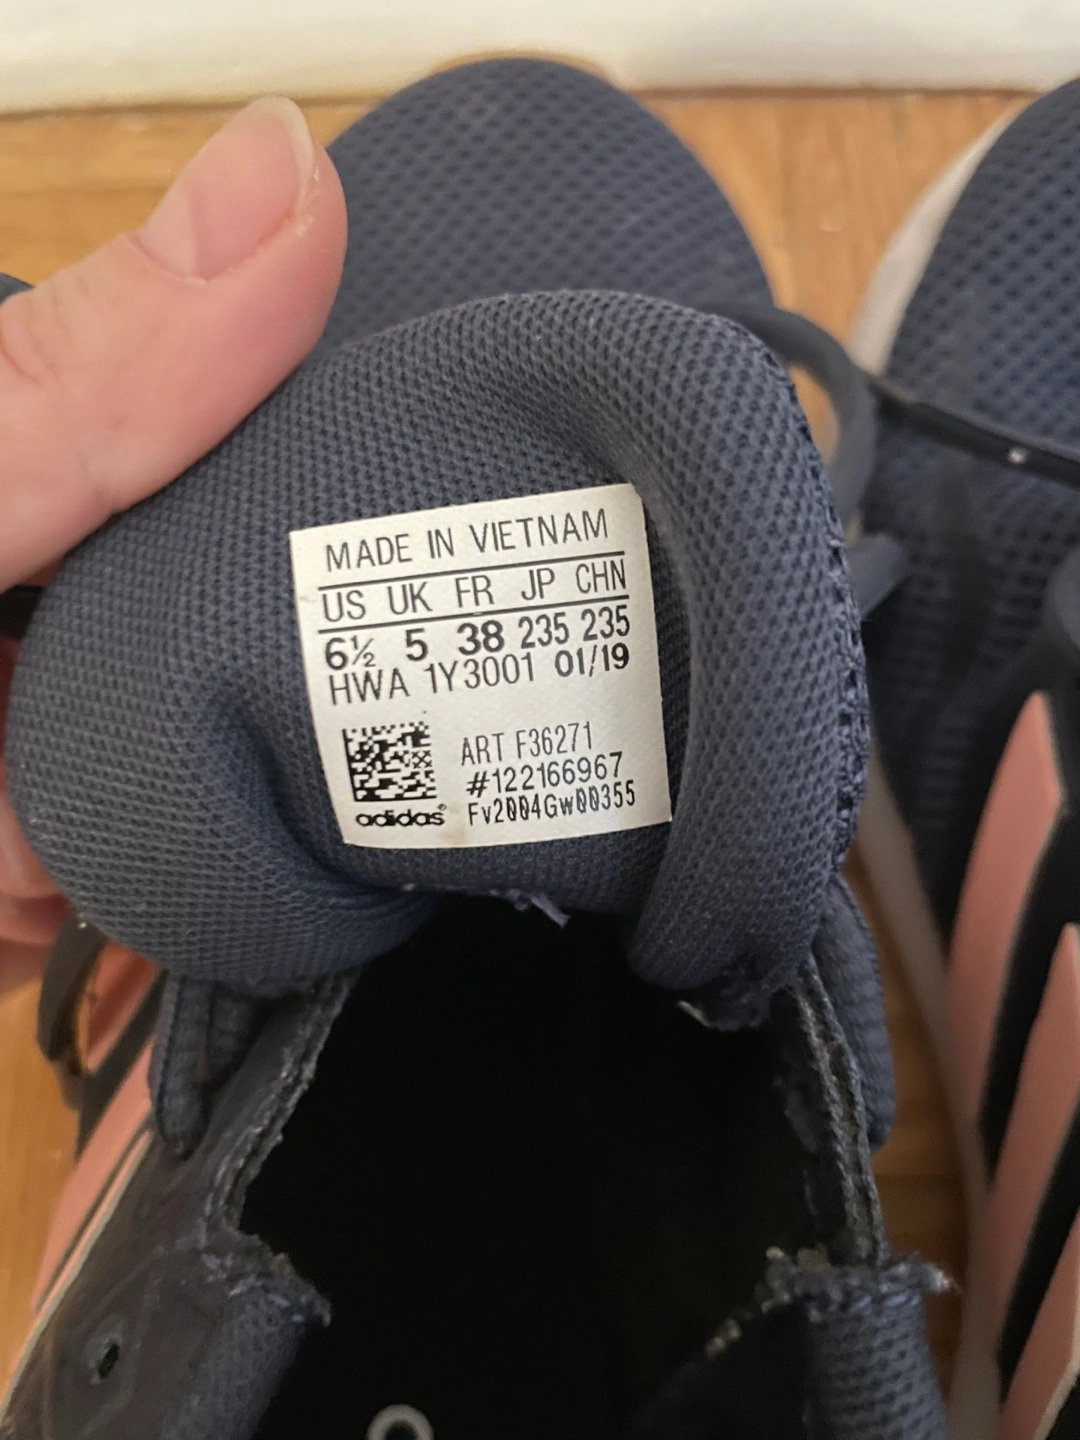 MADE IN VIETNAM
US UK FR JP CHN
6½ 5 38 235 235
HWA 1Y3001 01/19
ART F36271
#122166967
adidas® Fv2004Gw00355